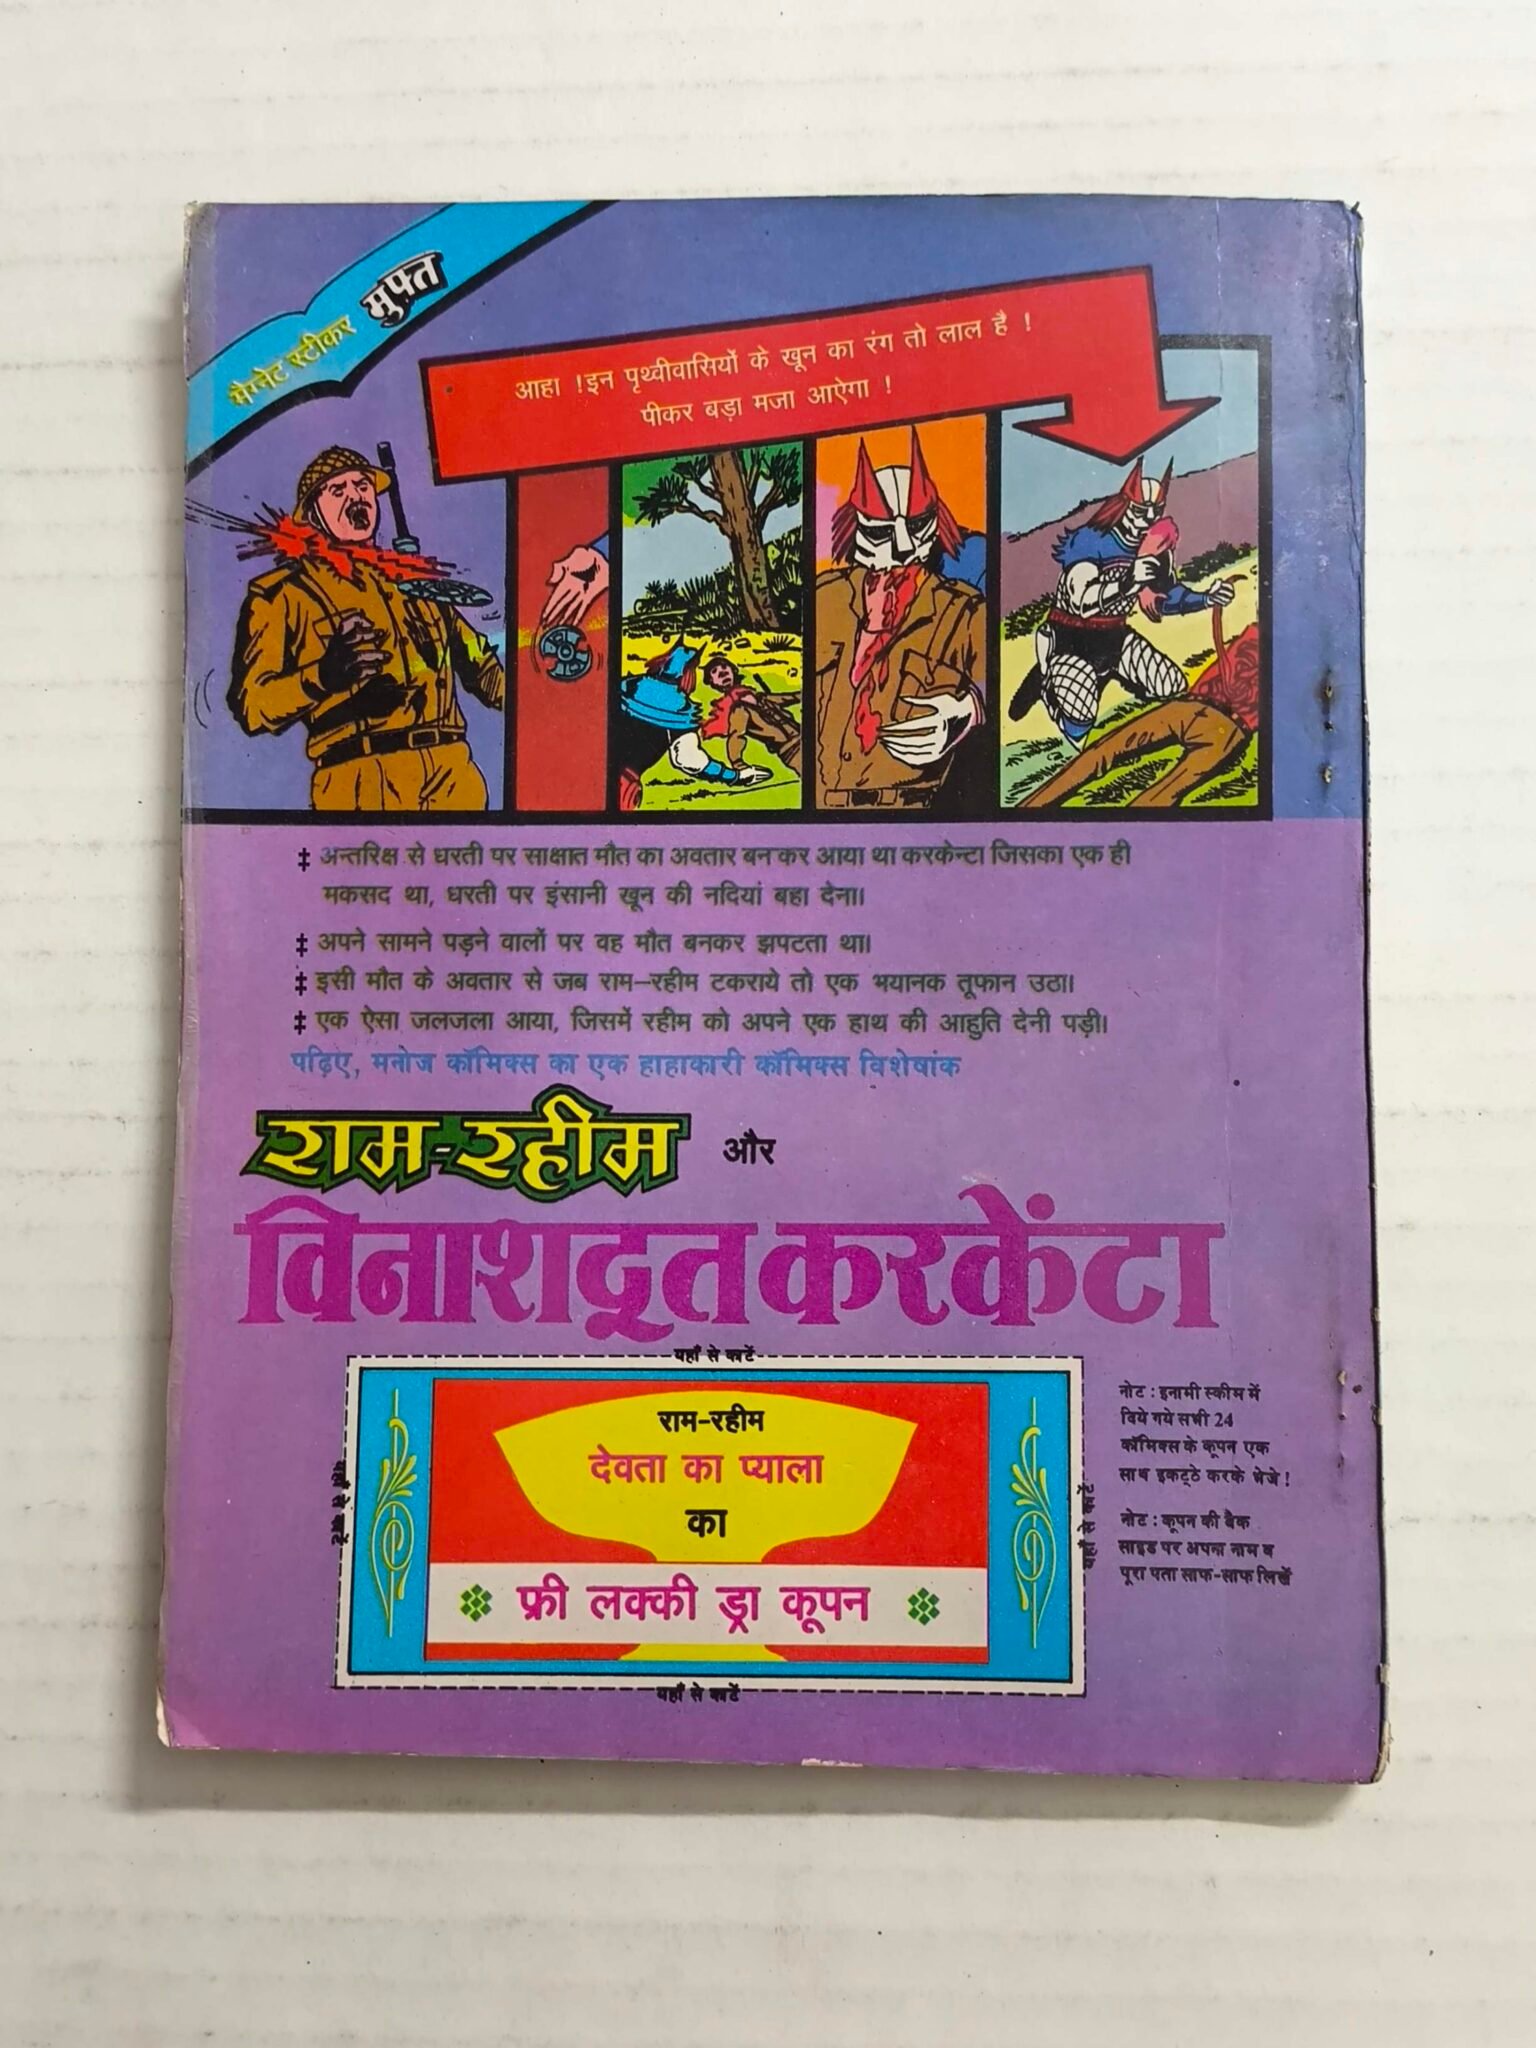 मैग्नेट स्टीकर मुफ्त
आहा !इन पृथ्वीवासियों के खून का रंग तो लाल है !
पीकर बड़ा मजा आऐगा !
‡ अन्तरिक्ष से धरती पर साक्षात मौत का अवतार बन कर आया था करकेन्टा जिसका एक ही
मकसद था, धरती पर इंसानी खून की नदियां बहा देना।
‡ अपने सामने पड़ने वालों पर वह मौत बनकर झपटता था।
‡ इसी मौत के अवतार से जब राम-रहीम टकराये तो एक भयानक तूफान उठा।
‡ एक ऐसा जलजला आया, जिसमें रहीम को अपने एक हाथ की आहुति देनी पड़ी।
पढ़िए, मनोज कॉमिक्स का एक हाहाकारी कॉमिक्स विशेषांक
राम-रहीम और
विनाशदूत करकेंटा
यहाँ से काटें
यहाँ से काटें
राम-रहीम
देवता का प्याला
का
फ्री लक्की ड्रा कूपन
यहाँ से काटें
यहाँ से काटें
नोट : इनामी स्कीम में
दिये गये सभी 24
कॉमिक्स के कूपन एक
साथ इकट्ठे करके भेजे !
नोट : कूपन की बैक
साइड पर अपना नाम व
पूरा पता साफ-साफ लिखें